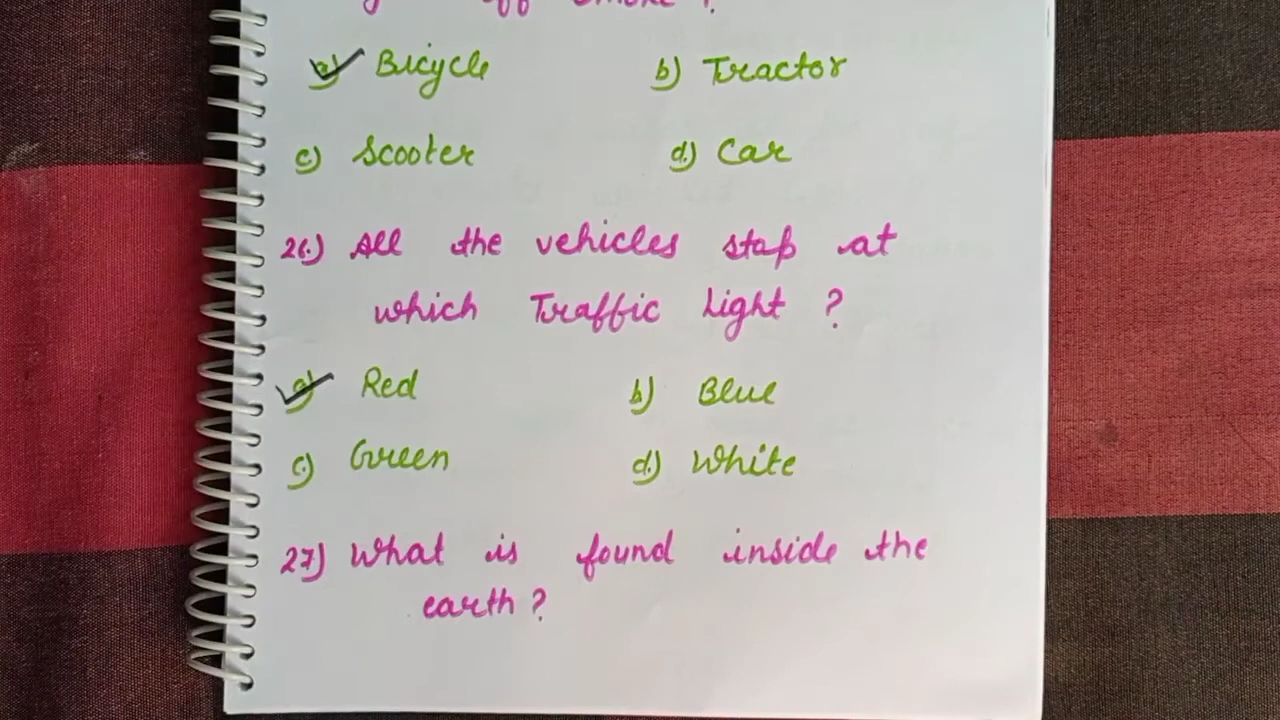 a) Bicycle b) Tractor
c) Scooter d.) Car
26.) All the vehicles stop at
which Traffic Light ?
a) Red b) Blue
c.) Green d.) White
27) What is found inside the
earth ?